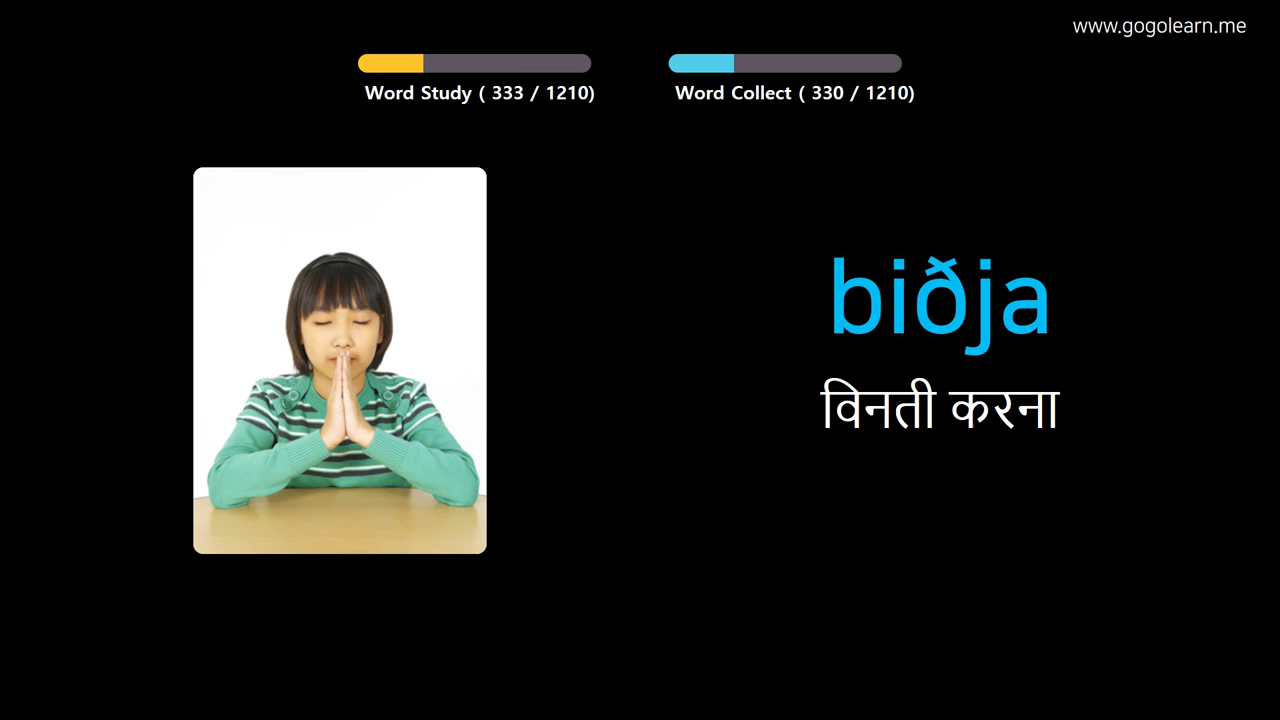 www.gogolearn.me
Word Study ( 333 / 1210)
Word Collect ( 330 / 1210)
biðja
विनती करना